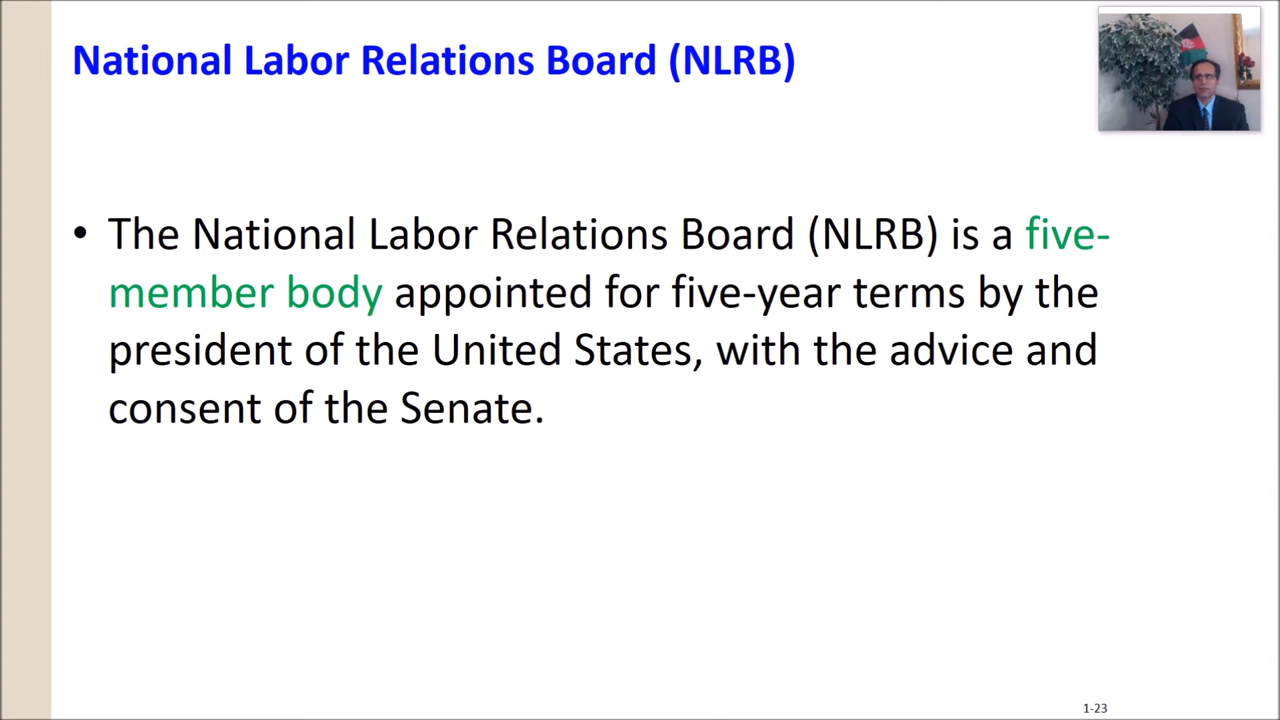 National Labor Relations Board (NLRB)
• The National Labor Relations Board (NLRB) is a five-
member body appointed for five-year terms by the
president of the United States, with the advice and
consent of the Senate.
1-23